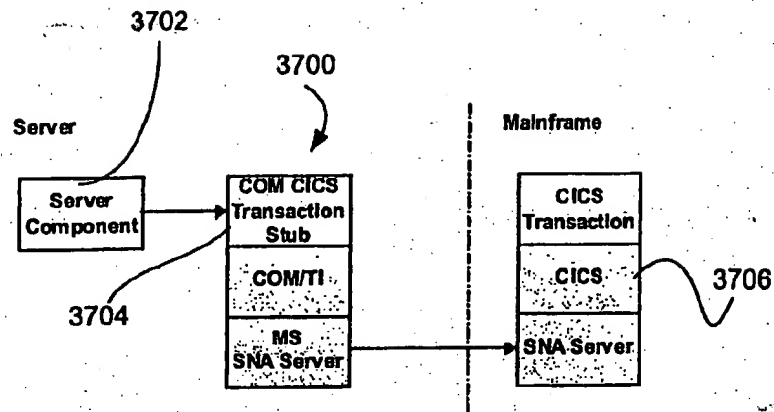 3702
3700
Server
Mainframe
Server
Component
COM CICS
Transaction
Stub
COM/TI
MS
SNA Server
3704
CICS
Transaction
CICS
SNA Server
3706